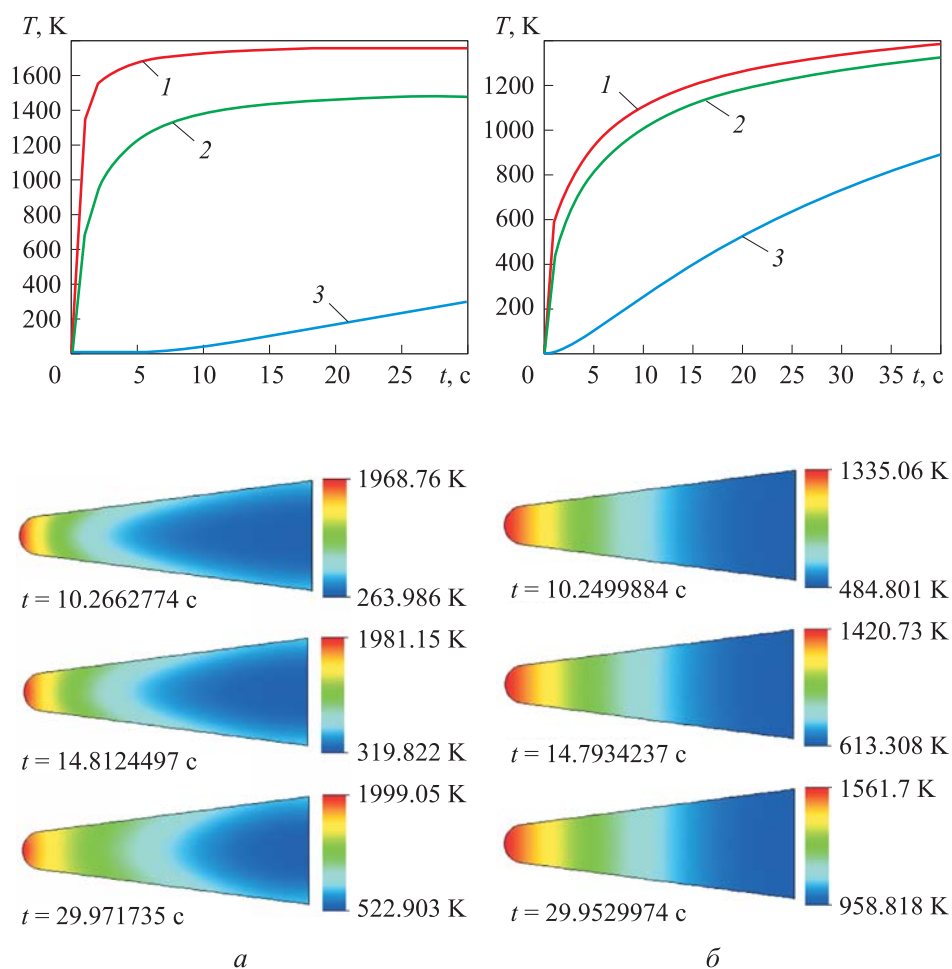 T, K
1600
1400
1200
1000
800
600
400
200
0
5
10
15
20
25
t, с
1
2
3
T, K
1200
1000
800
600
400
200
0
5
10
15
20
25
35
t, с
1
2
3
1968.76 K
263.986 K
t = 10.2662774 с
1981.15 K
319.822 K
t = 14.8124497 с
1999.05 K
522.903 K
t = 29.971735 с
а
1335.06 K
484.801 K
t = 10.2499884 с
1420.73 K
613.308 K
t = 14.7934237 с
1561.7 K
958.818 K
t = 29.9529974 с
б